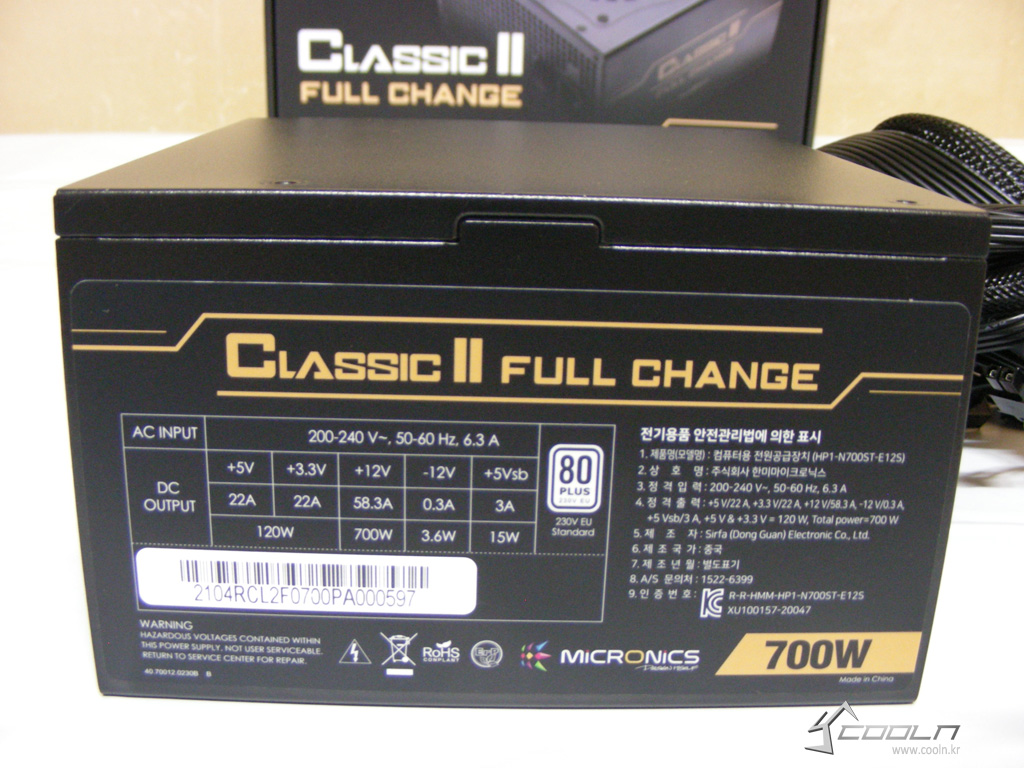 CLASSIC II
FULL CHANGE
CLASSIC II FULL CHANGE
AC INPUT 200-240 V~, 50-60 Hz, 6.3 A
DC OUTPUT +5V +3.3V +12V -12V +5Vsb
22A 22A 58.3A 0.3A 3A
120W 700W 3.6W 15W
80
PLUS
230V EU
230V EU
Standard
2104RCL2F0700PA000597
WARNING
HAZARDOUS VOLTAGES CONTAINED WITHIN
THIS POWER SUPPLY, NOT USER SERVICEABLE.
RETURN TO SERVICE CENTER FOR REPAIR.
40.70012.0230B B
전기용품 안전관리법에 의한 표시
1. 제품명(모델명) : 컴퓨터용 전원공급장치 (HP1-N700ST-E12S)
2. 상 호 명 : 주식회사 한미마이크로닉스
3. 정 격 입 력 : 200-240 V~, 50-60 Hz, 6.3 A
4. 정 격 출 력 : +5 V/22 A, +3.3 V/22 A, +12 V/58.3 A, -12 V/0.3 A,
+5 Vsb/3 A, +5 V & +3.3 V = 120 W, Total power=700 W
5. 제 조 자 : Sirfa (Dong Guan) Electronic Co., Ltd.
6. 제 조 국 가 : 중국
7. 제 조 년 월 : 별도표기
8. A/S 문의처 : 1522-6399
9. 인 증 번 호 : R-R-HMM-HP1-N700ST-E12S
XU100157-20047
RoHS
COMPLIANT
ErP
MiCRONICS
700W
Made in China
COOLN
www.cooln.kr